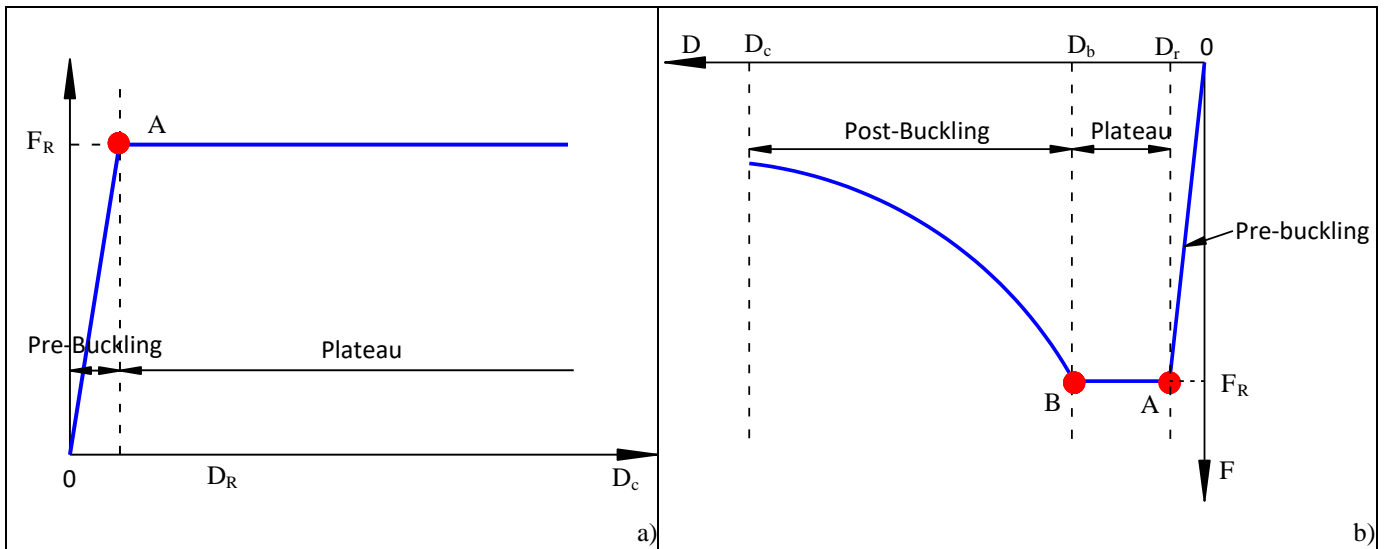 A
F_R
Pre-Buckling
Plateau
0
D_R
D_c
a)
D
D_c
D_b
D_r
0
Post-Buckling
Plateau
Pre-buckling
B
A
F_R
F
b)